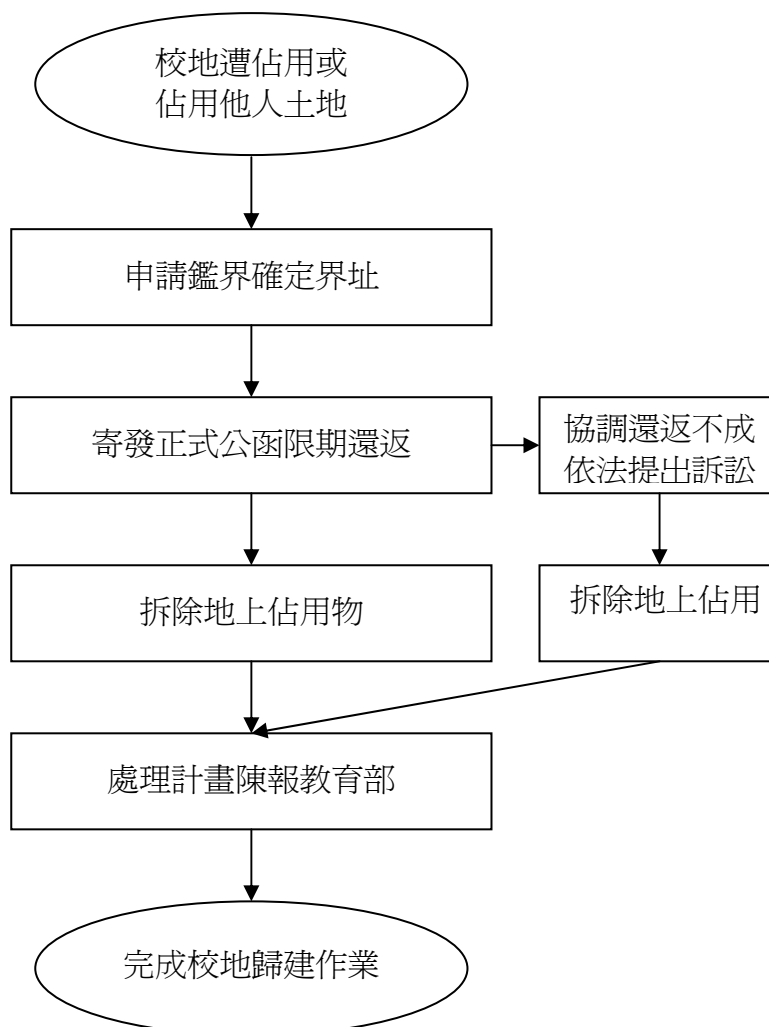 校地遭佔用或
佔用他人土地
申請鑑界確定界址
寄發正式公函限期還返
協調還返不成
依法提出訴訟
拆除地上佔用物
拆除地上佔用
處理計畫陳報教育部
完成校地歸建作業